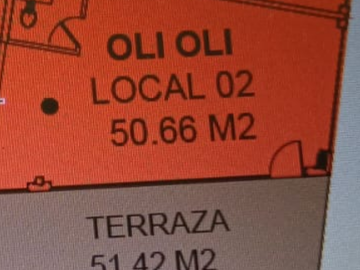 OLI OLI
LOCAL 02
50.66 M2
TERRAZA
51.42 M2